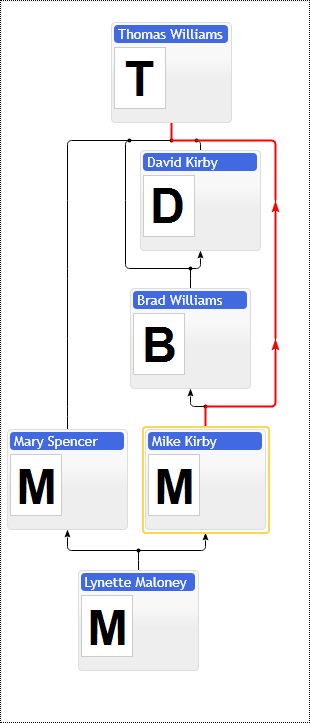 Thomas Williams
T
David Kirby
D
Brad Williams
B
Mary Spencer
M
Mike Kirby
M
Lynette Maloney
M